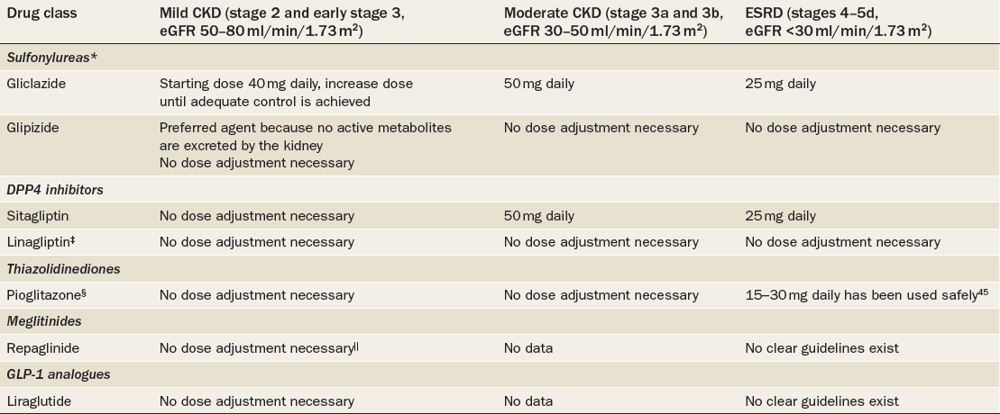 Drug class
Mild CKD (stage 2 and early stage 3,
eGFR 50–80 ml/min/1.73 m²)
Moderate CKD (stage 3a and 3b,
eGFR 30–50 ml/min/1.73 m²)
ESRD (stages 4–5d,
eGFR <30 ml/min/1.73 m²)
Sulfonylureas*
Gliclazide
Starting dose 40 mg daily, increase dose
until adequate control is achieved
50 mg daily
25 mg daily
Glipizide
Preferred agent because no active metabolites
are excreted by the kidney
No dose adjustment necessary
No dose adjustment necessary
No dose adjustment necessary
DPP4 inhibitors
Sitagliptin
No dose adjustment necessary
50 mg daily
25 mg daily
Linagliptin‡
No dose adjustment necessary
No dose adjustment necessary
No dose adjustment necessary
Thiazolidinediones
Pioglitazone§
No dose adjustment necessary
No dose adjustment necessary
15–30 mg daily has been used safely⁴⁵
Meglitinides
Repaglinide
No dose adjustment necessary||
No data
No clear guidelines exist
GLP-1 analogues
Liraglutide
No dose adjustment necessary
No data
No clear guidelines exist